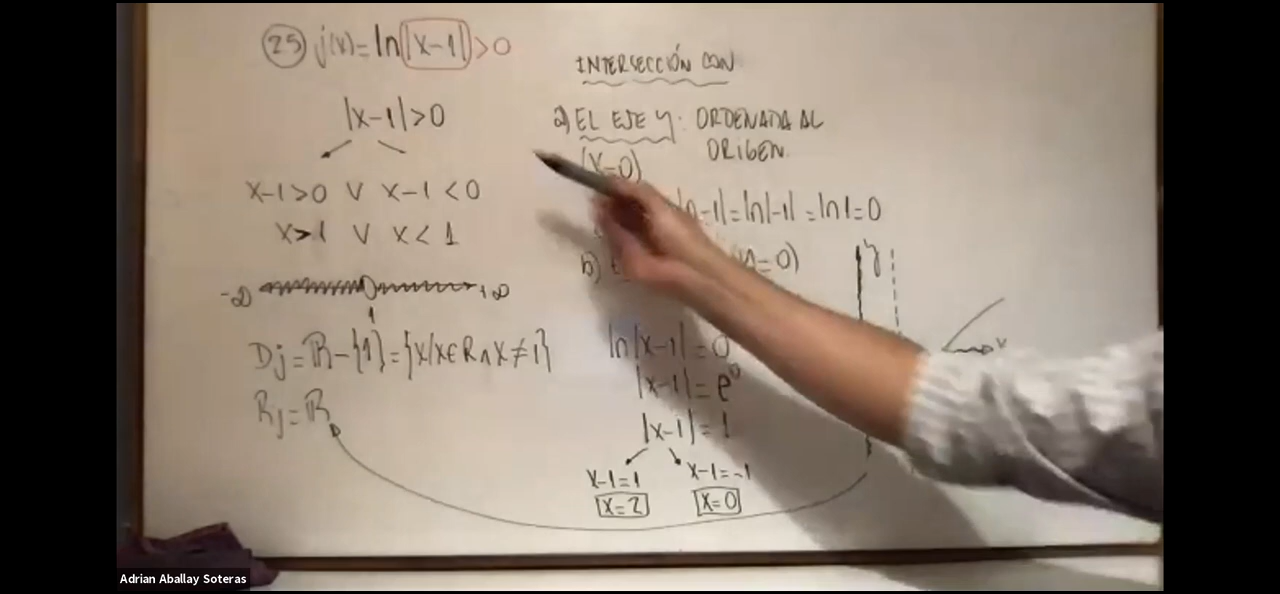 25 j(x)= ln|x-1| >0
|x-1|>0
x-1>0 V x-1<0
x>1 V x<1
-∞ +∞
1
Dj=ℝ-{1}={x/x∈R∧x≠1}
Rj=ℝ
INTERSECCIÓN CON
a) EL EJE Y: ORDENADA AL
ORIGEN.
(x=0)
-1|=ln|-1|=ln1=0
b) =0)
ln|x-1|=0
|x-1|=e⁰
|x-1|=1
x-1=1 x-1=-1
x=2 x=0
y
Adrian Aballay Soteras